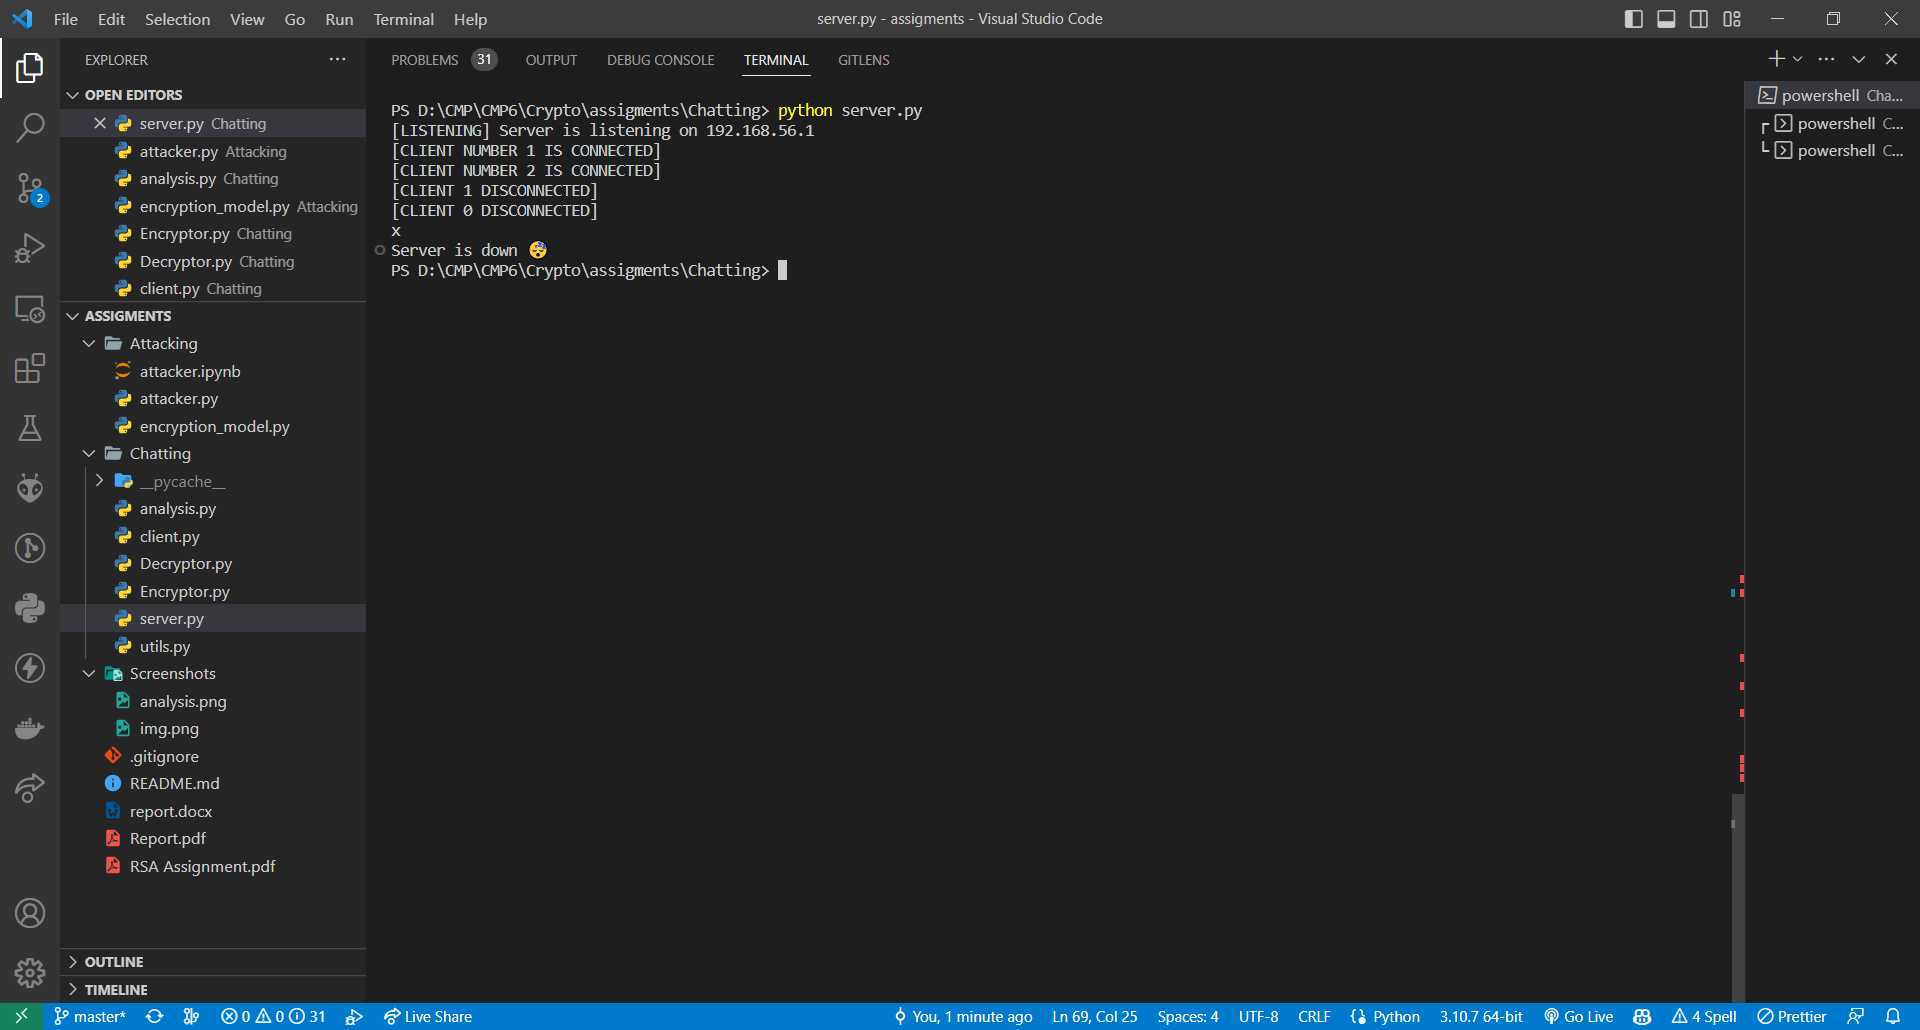 File Edit Selection View Go Run Terminal Help
server.py - assigments - Visual Studio Code
EXPLORER
OPEN EDITORS
server.py Chatting
attacker.py Attacking
analysis.py Chatting
encryption_model.py Attacking
Encryptor.py Chatting
Decryptor.py Chatting
client.py Chatting
ASSIGMENTS
Attacking
attacker.ipynb
attacker.py
encryption_model.py
Chatting
__pycache__
analysis.py
client.py
Decryptor.py
Encryptor.py
server.py
utils.py
Screenshots
analysis.png
img.png
.gitignore
README.md
report.docx
Report.pdf
RSA Assignment.pdf
OUTLINE
TIMELINE
2
PROBLEMS 31 OUTPUT DEBUG CONSOLE TERMINAL GITLENS
PS D:\CMP\CMP6\Crypto\assigments\Chatting> python server.py
[LISTENING] Server is listening on 192.168.56.1
[CLIENT NUMBER 1 IS CONNECTED]
[CLIENT NUMBER 2 IS CONNECTED]
[CLIENT 1 DISCONNECTED]
[CLIENT 0 DISCONNECTED]
x
Server is down 😴
PS D:\CMP\CMP6\Crypto\assigments\Chatting>
powershell Cha...
powershell C...
powershell C...
master* 0 0 31 Live Share You, 1 minute ago Ln 69, Col 25 Spaces: 4 UTF-8 CRLF Python 3.10.7 64-bit Go Live 4 Spell Prettier